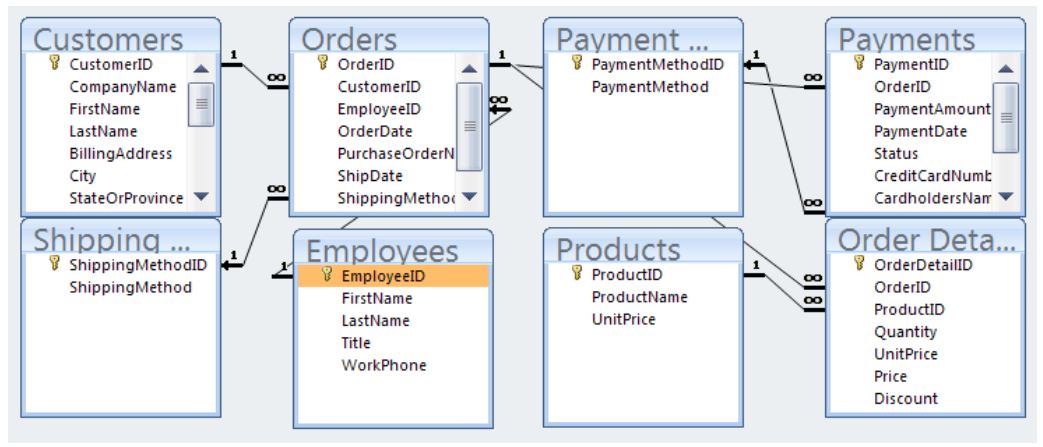 Customers
CustomerID
CompanyName
FirstName
LastName
BillingAddress
City
StateOrProvince
1
∞
Orders
OrderID
CustomerID
EmployeeID
OrderDate
PurchaseOrderN
ShipDate
ShippingMethod
1
∞
∞
Payment ...
PaymentMethodID
PaymentMethod
1
∞
∞
Payments
PaymentID
OrderID
PaymentAmount
PaymentDate
Status
CreditCardNumb
CardholdersNam
Shipping ...
ShippingMethodID
ShippingMethod
1
1
Employees
EmployeeID
FirstName
LastName
Title
WorkPhone
Products
ProductID
ProductName
UnitPrice
1
∞
∞
Order Deta...
OrderDetailID
OrderID
ProductID
Quantity
UnitPrice
Price
Discount